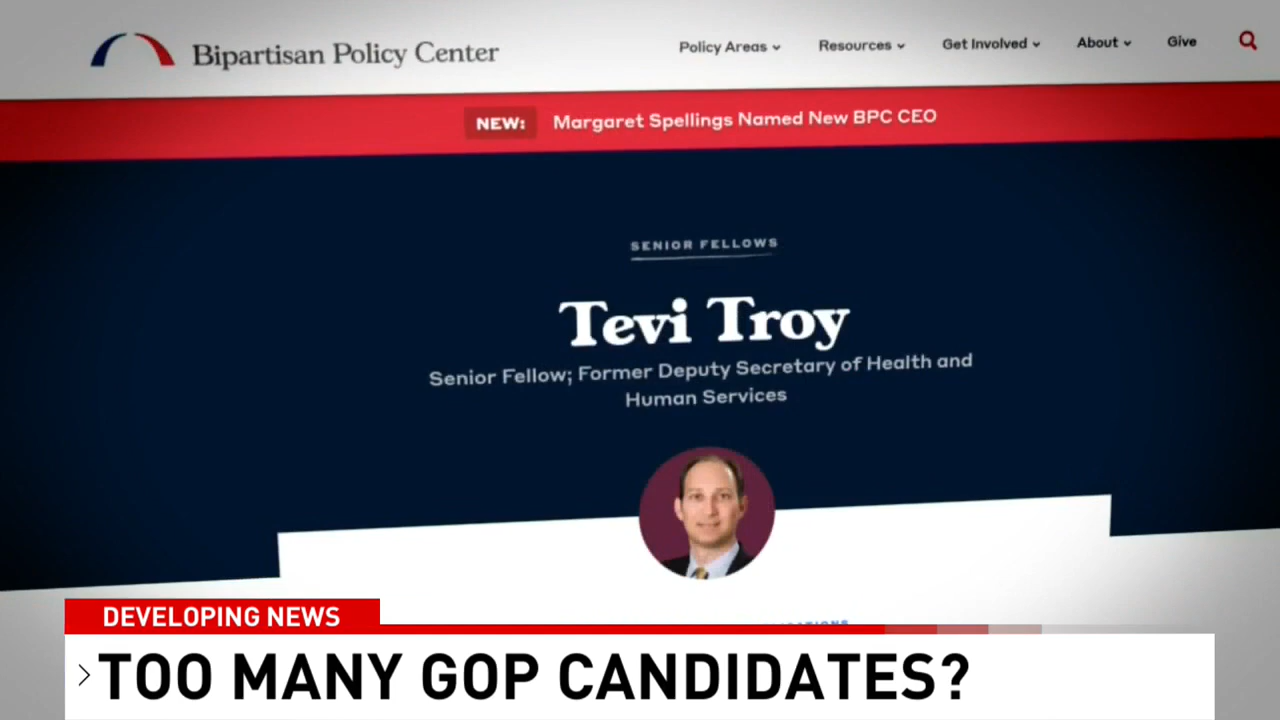 Bipartisan Policy Center
Policy Areas
Resources
Get Involved
About
Give
NEW:
Margaret Spellings Named New BPC CEO
SENIOR FELLOWS
Tevi Troy
Senior Fellow; Former Deputy Secretary of Health and
Human Services
DEVELOPING NEWS
TOO MANY GOP CANDIDATES?